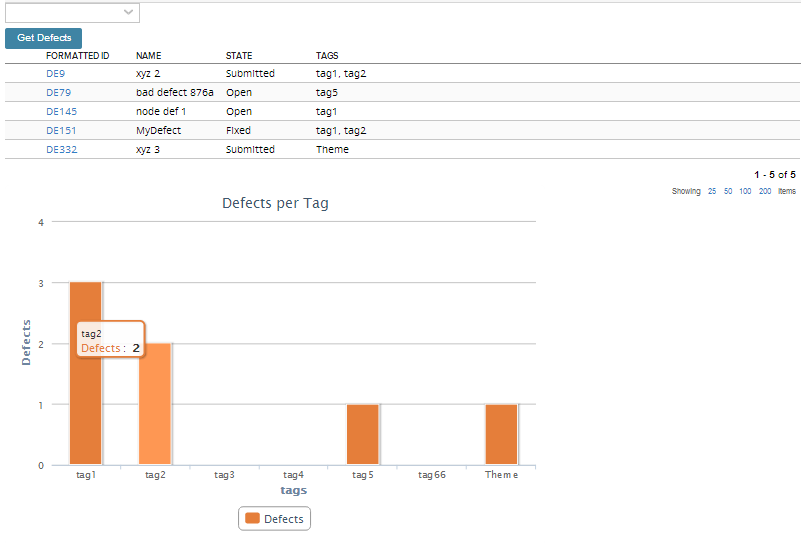 Get Defects
FORMATTED ID NAME STATE TAGS
DE9 xyz 2 Submitted tag1, tag2
DE79 bad defect 876a Open tag5
DE145 node def 1 Open tag1
DE151 MyDefect Fixed tag1, tag2
DE332 xyz 3 Submitted Theme
1 - 5 of 5
Showing 25 50 100 200 Items
Defects per Tag
4
3
2
1
0
Defects
tag2
Defects: 2
tag1 tag2 tag3 tag4 tag5 tag66 Theme
tags
Defects